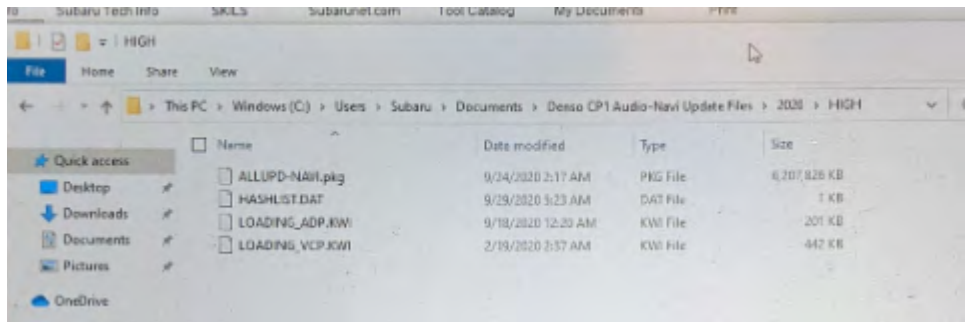 Subaru Tech Info SKILS Subarunet.com Tool Catalog My Documents Print
HIGH
File Home Share View
This PC > Windows (C:) > Users > Subaru > Documents > Denso CP1 Audio-Navi Update Files > 2020 > HIGH
Name Date modified Type Size
Quick access
Desktop
Downloads
Documents
Pictures
OneDrive
ALLUPD-NAVI.pkg 9/24/2020 2:17 AM PKG File 6,207,826 KB
HASHLIST.DAT 9/29/2020 5:23 AM DAT File 1 KB
LOADING_ADP.KWI 9/18/2020 12:20 AM KWI File 201 KB
LOADING_VCP.KWI 2/19/2020 2:37 AM KWI File 442 KB